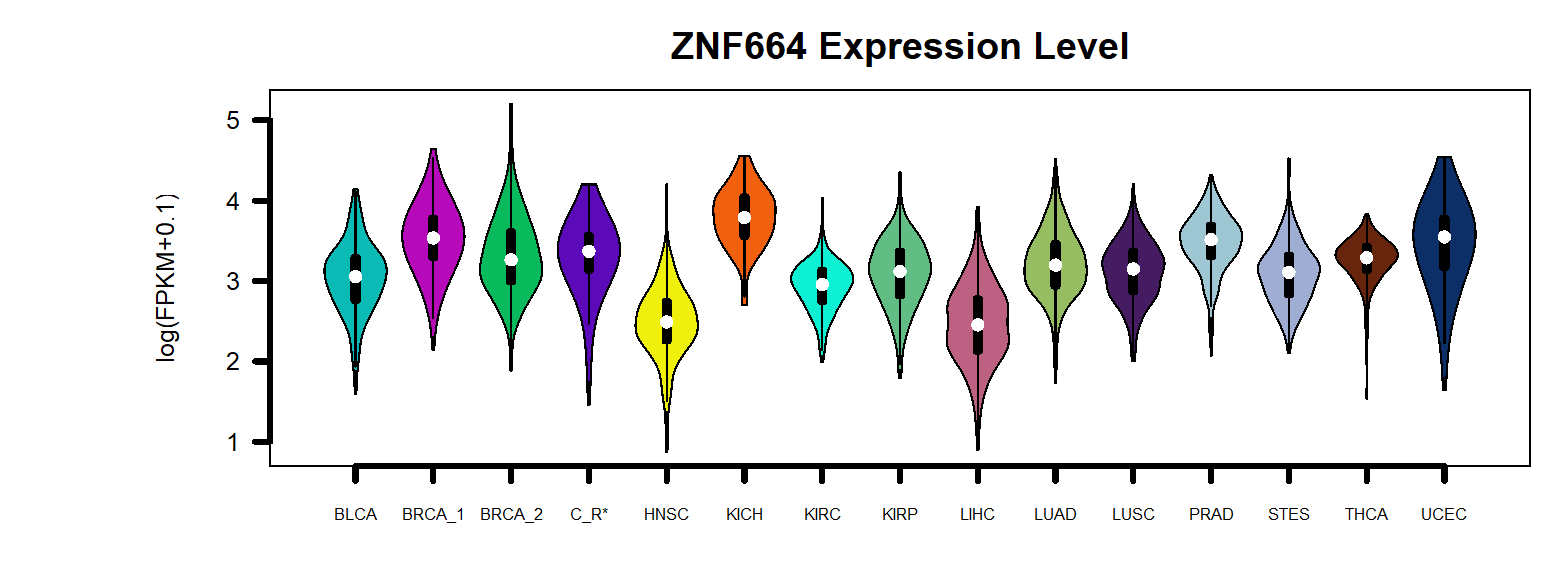 ZNF664 Expression Level
log(FPKM+0.1)
5
4
3
2
1
BLCA BRCA_1 BRCA_2 C_R* HNSC KICH KIRC KIRP LIHC LUAD LUSC PRAD STES THCA UCEC